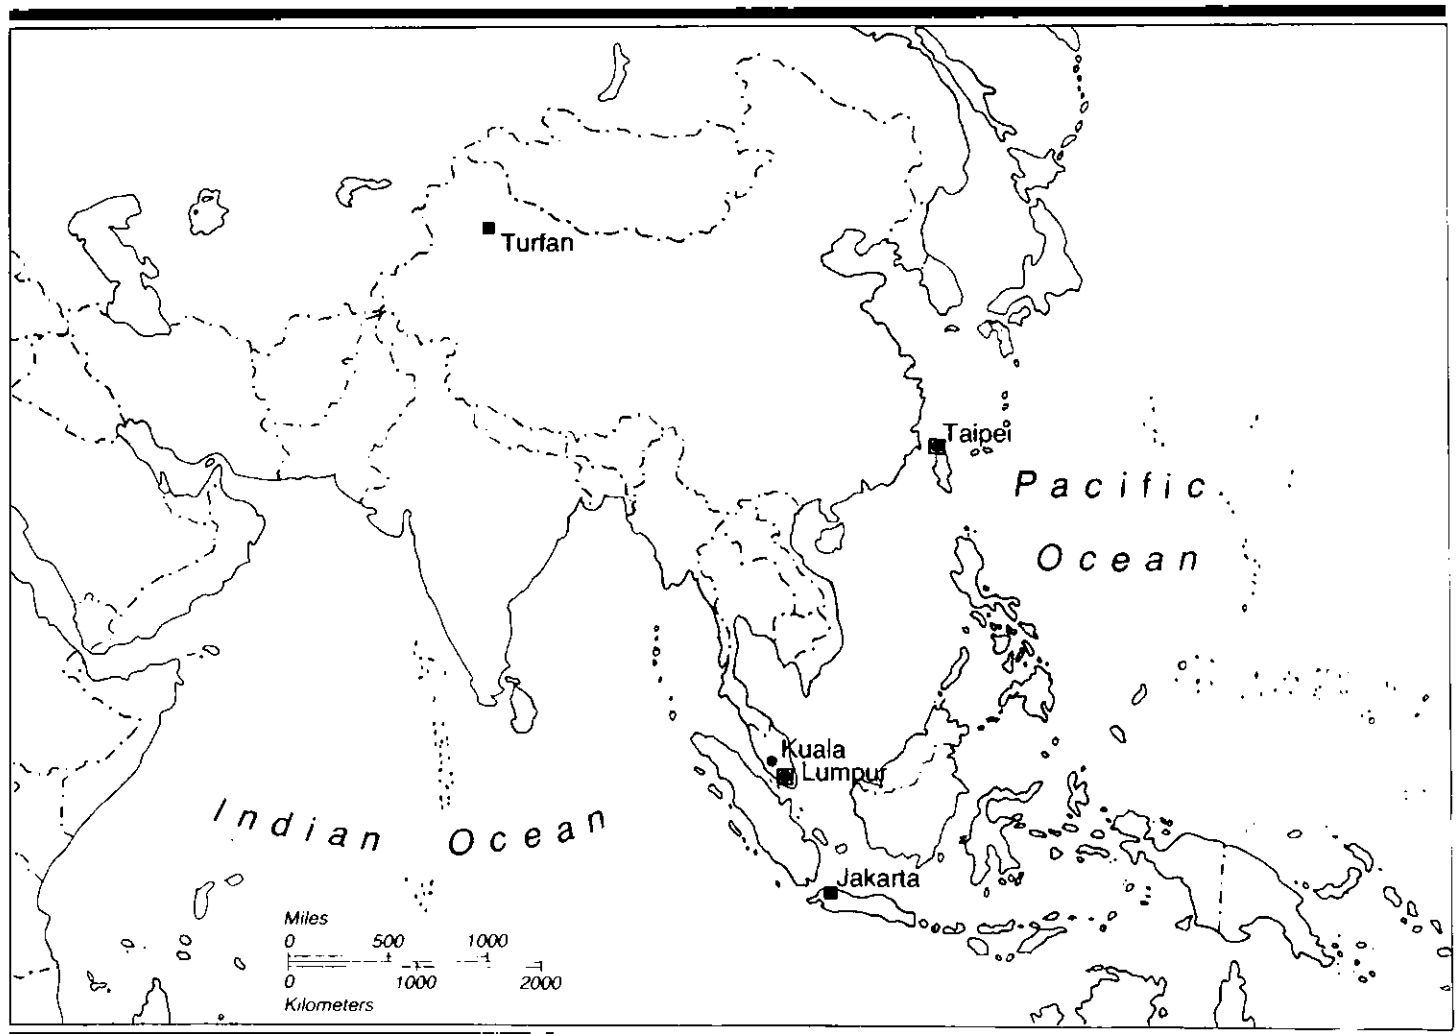 Turfan
Taipei
Pacific
Ocean
Kuala
Lumpur
Indian Ocean
Jakarta
Miles
0 500 1000
0 1000 2000
Kilometers